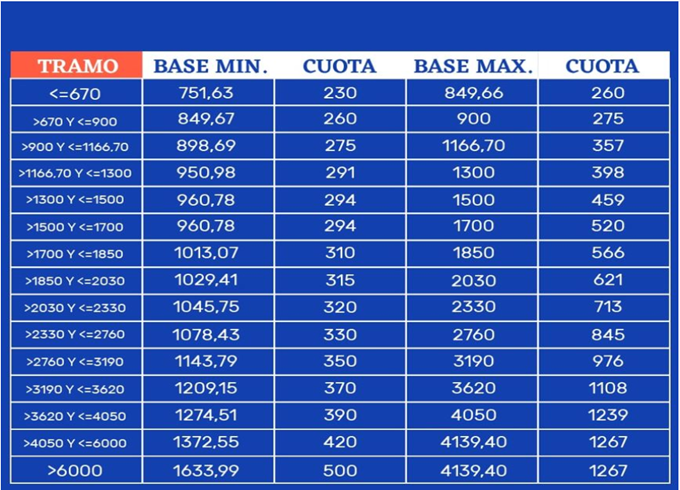 TRAMO BASE MIN. CUOTA BASE MAX. CUOTA
<=670 751,63 230 849,66 260
>670 Y <=900 849,67 260 900 275
>900 Y <=1166,70 898,69 275 1166,70 357
>1166,70 Y <=1300 950,98 291 1300 398
>1300 Y <=1500 960,78 294 1500 459
>1500 Y <=1700 960,78 294 1700 520
>1700 Y <=1850 1013,07 310 1850 566
>1850 Y <=2030 1029,41 315 2030 621
>2030 Y <=2330 1045,75 320 2330 713
>2330 Y <=2760 1078,43 330 2760 845
>2760 Y <=3190 1143,79 350 3190 976
>3190 Y <=3620 1209,15 370 3620 1108
>3620 Y <=4050 1274,51 390 4050 1239
>4050 Y <=6000 1372,55 420 4139,40 1267
>6000 1633,99 500 4139,40 1267